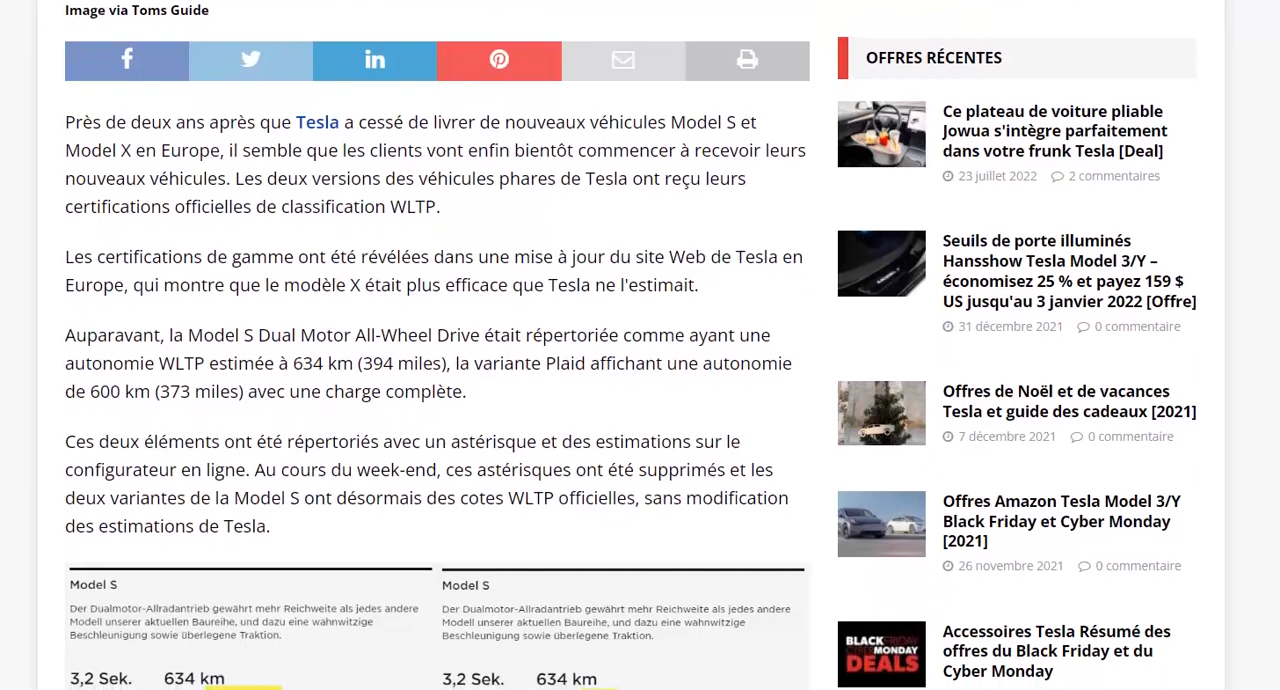 Image via Toms Guide
Près de deux ans après que Tesla a cessé de livrer de nouveaux véhicules Model S et
Model X en Europe, il semble que les clients vont enfin bientôt commencer à recevoir leurs
nouveaux véhicules. Les deux versions des véhicules phares de Tesla ont reçu leurs
certifications officielles de classification WLTP.
Les certifications de gamme ont été révélées dans une mise à jour du site Web de Tesla en
Europe, qui montre que le modèle X était plus efficace que Tesla ne l'estimait.
Auparavant, la Model S Dual Motor All-Wheel Drive était répertoriée comme ayant une
autonomie WLTP estimée à 634 km (394 miles), la variante Plaid affichant une autonomie
de 600 km (373 miles) avec une charge complète.
Ces deux éléments ont été répertoriés avec un astérisque et des estimations sur le
configurateur en ligne. Au cours du week-end, ces astérisques ont été supprimés et les
deux variantes de la Model S ont désormais des cotes WLTP officielles, sans modification
des estimations de Tesla.
Model S
Der Dualmotor-Allradantrieb gewährt mehr Reichweite als jedes andere
Modell unserer aktuellen Baureihe, und dazu eine wahnwitzige
Beschleunigung sowie überlegene Traktion.
3,2 Sek. 634 km
Model S
Der Dualmotor-Allradantrieb gewährt mehr Reichweite als jedes andere
Modell unserer aktuellen Baureihe, und dazu eine wahnwitzige
Beschleunigung sowie überlegene Traktion.
3,2 Sek. 634 km
OFFRES RÉCENTES
Ce plateau de voiture pliable
Jowua s'intègre parfaitement
dans votre frunk Tesla [Deal]
23 juillet 2022 2 commentaires
Seuils de porte illuminés
Hansshow Tesla Model 3/Y –
économisez 25 % et payez 159 $
US jusqu'au 3 janvier 2022 [Offre]
31 décembre 2021 0 commentaire
Offres de Noël et de vacances
Tesla et guide des cadeaux [2021]
7 décembre 2021 0 commentaire
Offres Amazon Tesla Model 3/Y
Black Friday et Cyber Monday
[2021]
26 novembre 2021 0 commentaire
BLACK FRIDAY
CYBER MONDAY
DEALS
Accessoires Tesla Résumé des
offres du Black Friday et du
Cyber Monday